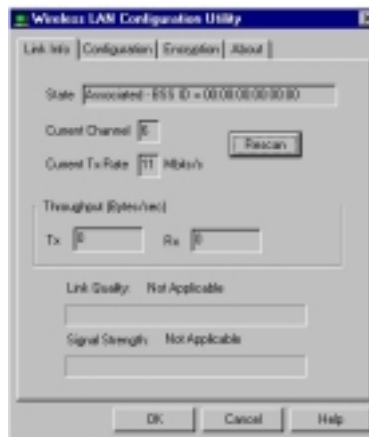 Wireless LAN Configuration Utility
Link Info Configuration Encryption About
State Associated - BSS ID = 00:00:00:00:00:00
Current Channel 6
Rescan
Current Tx Rate 11 Mbits/s
Throughput (Bytes/sec)
Tx 0 Rx 0
Link Quality: Not Applicable
Signal Strength: Not Applicable
OK Cancel Help